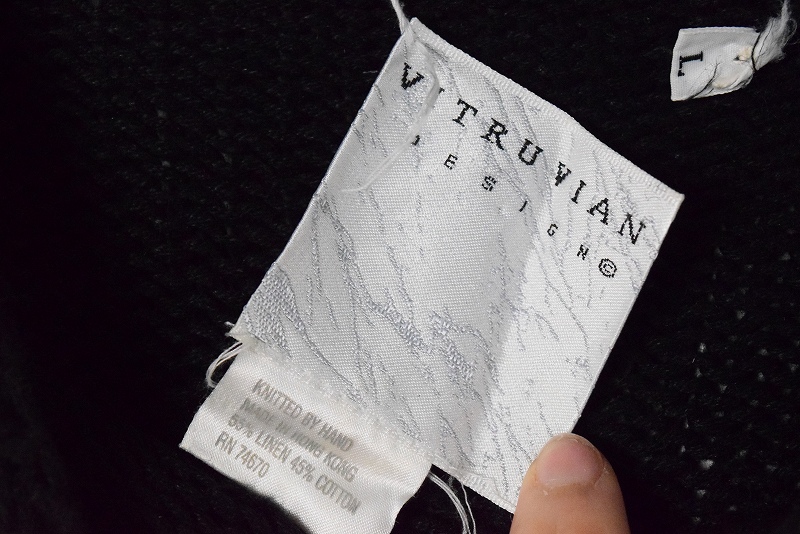 VITRUVIAN
DESIGN©
L
KNITTED BY HAND
MADE IN HONG KONG
55% LINEN 45% COTTON
RN 74670